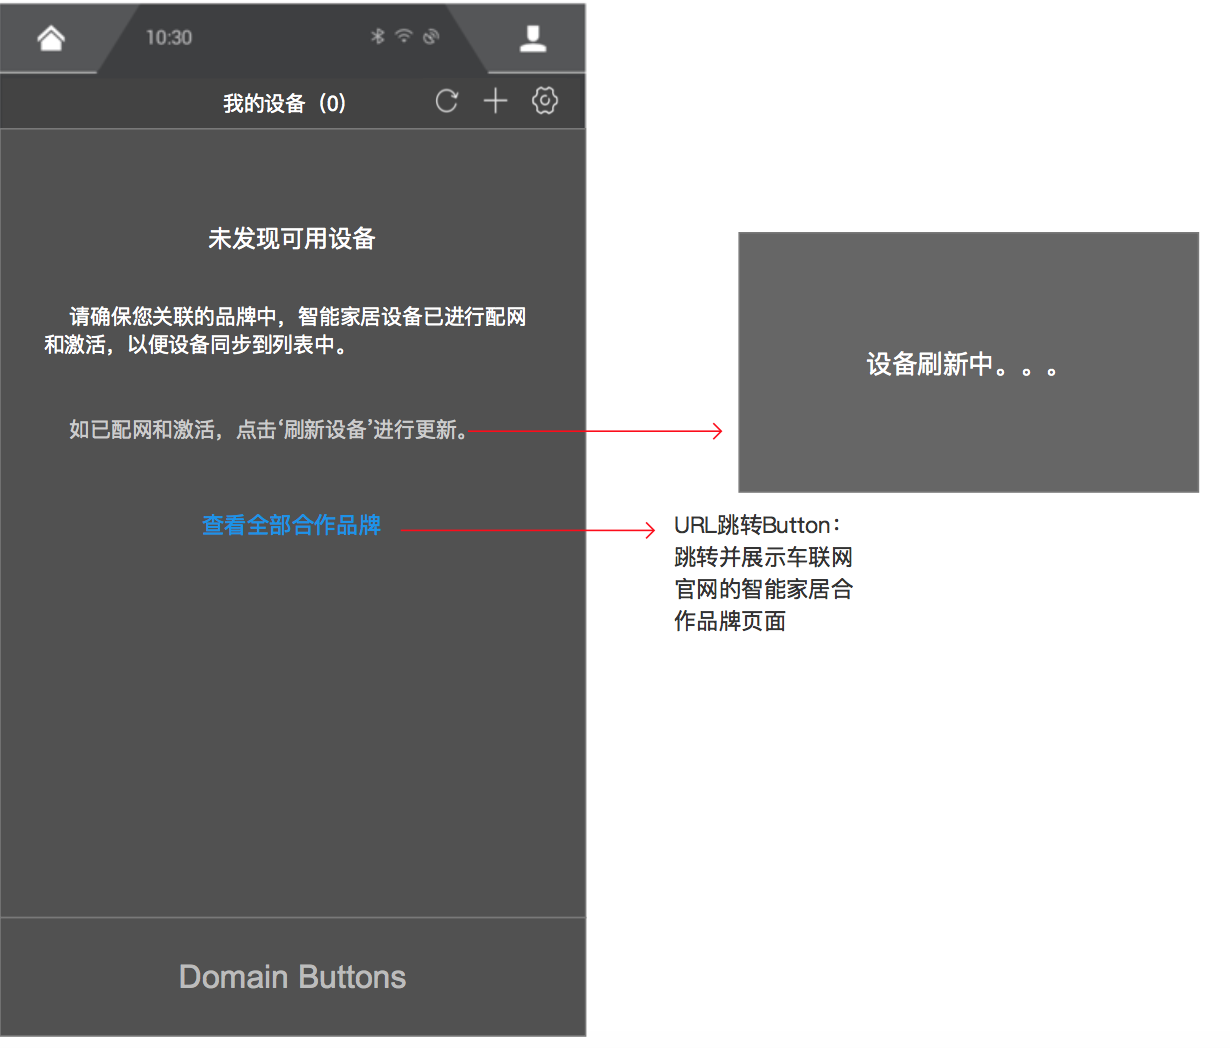 10:30
我的设备（0）
未发现可用设备
请确保您关联的品牌中，智能家居设备已进行配网
和激活，以便设备同步到列表中。
如已配网和激活，点击‘刷新设备’进行更新。
设备刷新中。。。
查看全部合作品牌
URL跳转Button：
跳转并展示车联网
官网的智能家居合
作品牌页面
Domain Buttons